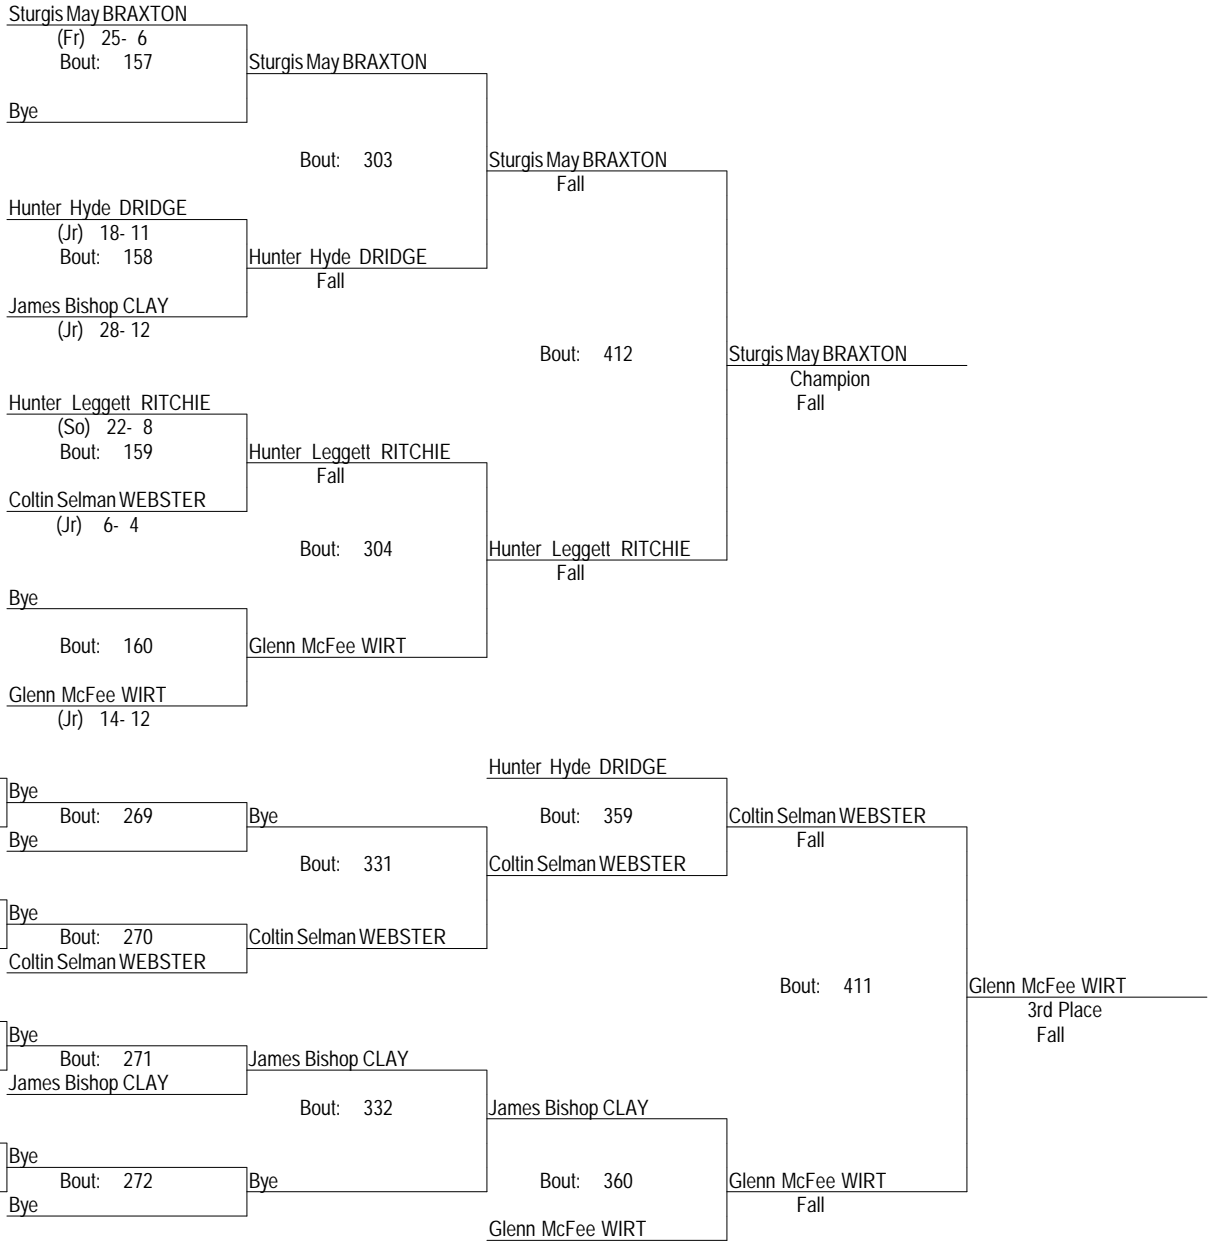 Sturgis May BRAXTON
(Fr) 25- 6
Bout: 157
Sturgis May BRAXTON
Bye
Bout: 303
Sturgis May BRAXTON
Fall
Hunter Hyde DRIDGE
(Jr) 18- 11
Bout: 158
Hunter Hyde DRIDGE
Fall
James Bishop CLAY
(Jr) 28- 12
Bout: 412
Sturgis May BRAXTON
Champion
Fall
Hunter Leggett RITCHIE
(So) 22- 8
Bout: 159
Hunter Leggett RITCHIE
Fall
Coltin Selman WEBSTER
(Jr) 6- 4
Bout: 304
Hunter Leggett RITCHIE
Fall
Bye
Bout: 160
Glenn McFee WIRT
Glenn McFee WIRT
(Jr) 14- 12
Hunter Hyde DRIDGE
Bye
Bout: 269
Bye
Bout: 359
Coltin Selman WEBSTER
Fall
Bye
Bout: 331
Coltin Selman WEBSTER
Bye
Bout: 270
Coltin Selman WEBSTER
Coltin Selman WEBSTER
Bout: 411
Glenn McFee WIRT
3rd Place
Fall
Bye
Bout: 271
James Bishop CLAY
James Bishop CLAY
Bout: 332
James Bishop CLAY
Bye
Bout: 272
Bye
Bout: 360
Glenn McFee WIRT
Fall
Bye
Glenn McFee WIRT